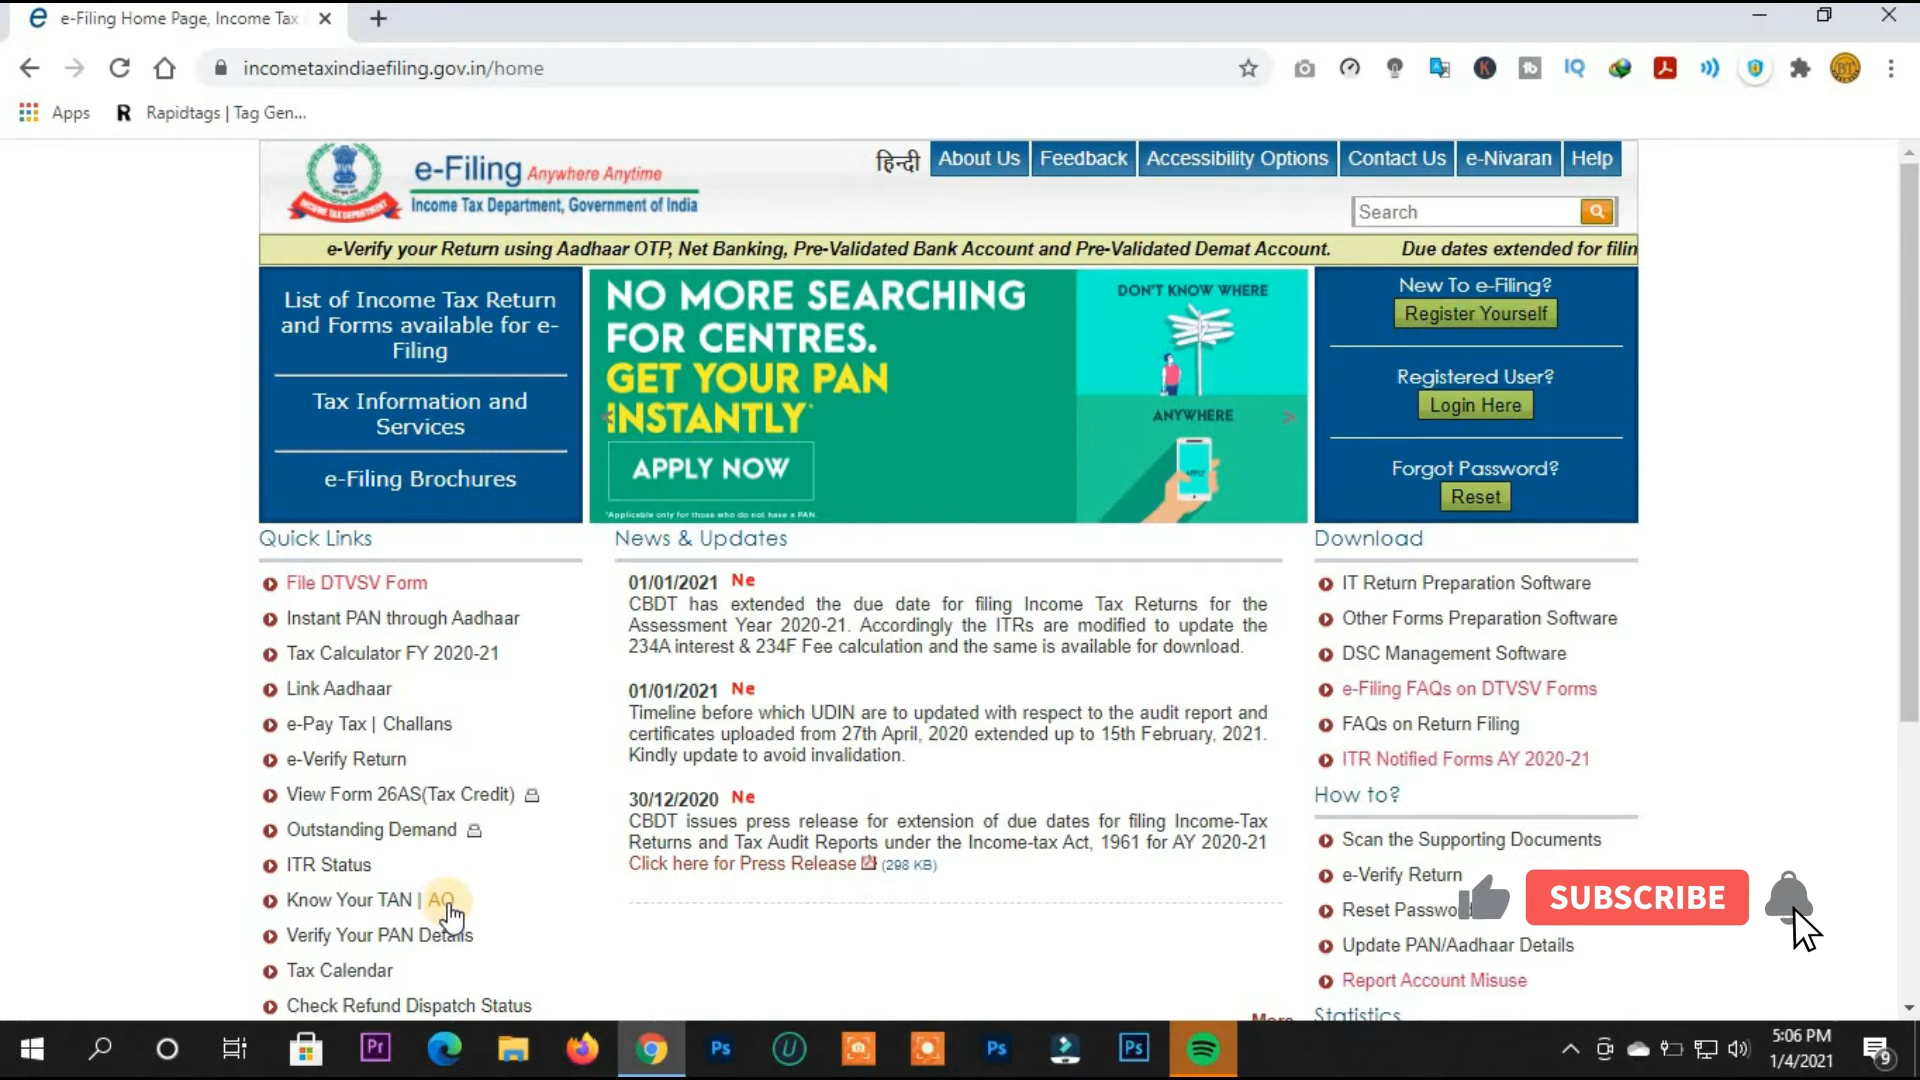 e-Filing Home Page, Income Tax
incometaxindiaefiling.gov.in/home
Apps
Rapidtags | Tag Gen...
INCOME TAX DEPARTMENT
e-Filing Anywhere Anytime
Income Tax Department, Government of India
हिन्दी About Us Feedback Accessibility Options Contact Us e-Nivaran Help
Search
e-Verify your Return using Aadhaar OTP, Net Banking, Pre-Validated Bank Account and Pre-Validated Demat Account. Due dates extended for filin
List of Income Tax Return
and Forms available for e-
Filing
Tax Information and
Services
e-Filing Brochures
NO MORE SEARCHING
FOR CENTRES.
GET YOUR PAN
INSTANTLY*
APPLY NOW
*Applicable only for those who do not have a PAN.
DON'T KNOW WHERE
ANYWHERE
APPLY
New To e-Filing?
Register Yourself
Registered User?
Login Here
Forgot Password?
Reset
Quick Links
File DTVSV Form
Instant PAN through Aadhaar
Tax Calculator FY 2020-21
Link Aadhaar
e-Pay Tax | Challans
e-Verify Return
View Form 26AS(Tax Credit)
Outstanding Demand
ITR Status
Know Your TAN | AO
Verify Your PAN Details
Tax Calendar
Check Refund Dispatch Status
News & Updates
01/01/2021 Ne
CBDT has extended the due date for filing Income Tax Returns for the
Assessment Year 2020-21. Accordingly the ITRs are modified to update the
234A interest & 234F Fee calculation and the same is available for download.
01/01/2021 Ne
Timeline before which UDIN are to updated with respect to the audit report and
certificates uploaded from 27th April, 2020 extended up to 15th February, 2021.
Kindly update to avoid invalidation.
30/12/2020 Ne
CBDT issues press release for extension of due dates for filing Income-Tax
Returns and Tax Audit Reports under the Income-tax Act, 1961 for AY 2020-21
Click here for Press Release (298 KB)
More
Download
IT Return Preparation Software
Other Forms Preparation Software
DSC Management Software
e-Filing FAQs on DTVSV Forms
FAQs on Return Filing
ITR Notified Forms AY 2020-21
How to?
Scan the Supporting Documents
e-Verify Return
Reset Passwo
Update PAN/Aadhaar Details
Report Account Misuse
Statistics
SUBSCRIBE
5:06 PM
1/4/2021
9